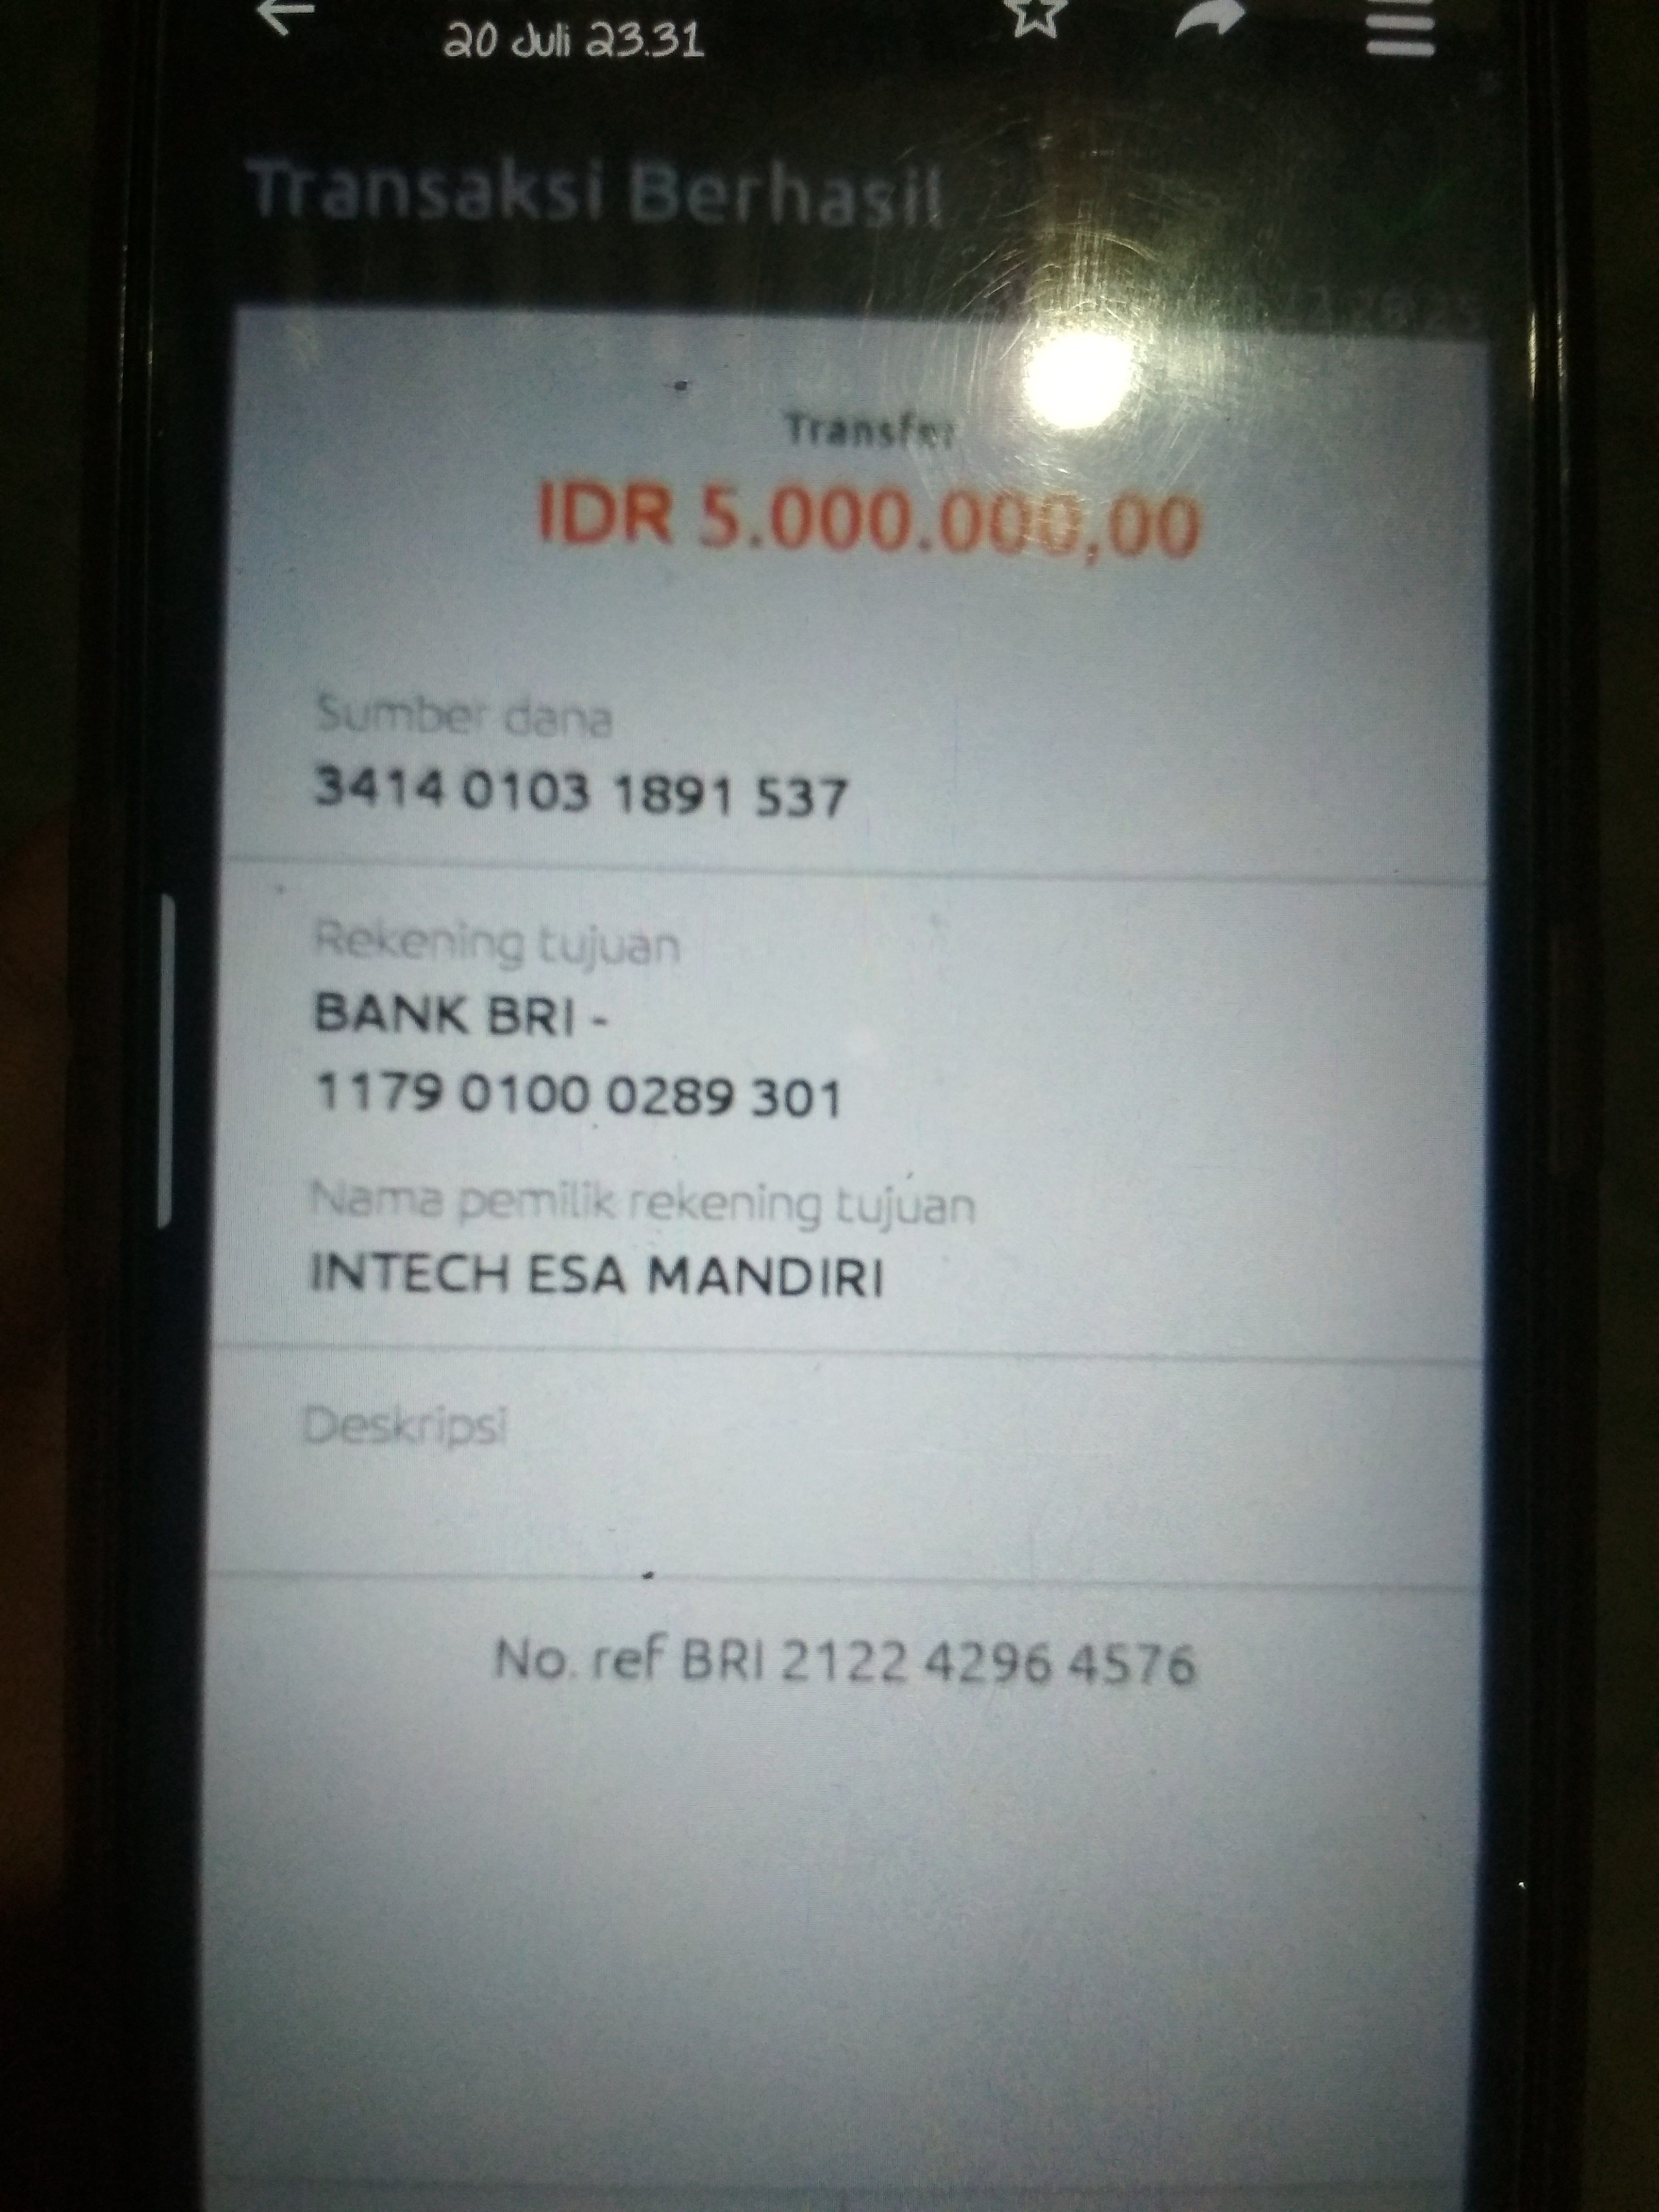 20 Juli 23.31
Transaksi Berhasil
Transfer
IDR 5.000.000,00
Sumber dana
3414 0103 1891 537
Rekening tujuan
BANK BRI -
1179 0100 0289 301
Nama pemilik rekening tujuan
INTECH ESA MANDIRI
Deskripsi
No. ref BRI 2122 4296 4576